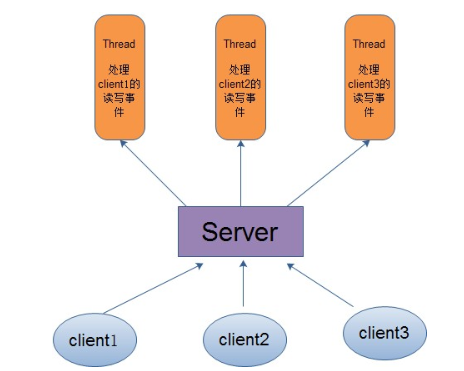 Thread
处理
client1的
读写事
件
Thread
处理
client2的
读写事
件
Thread
处理
client3的
读写事
件
Server
client1
client2
client3